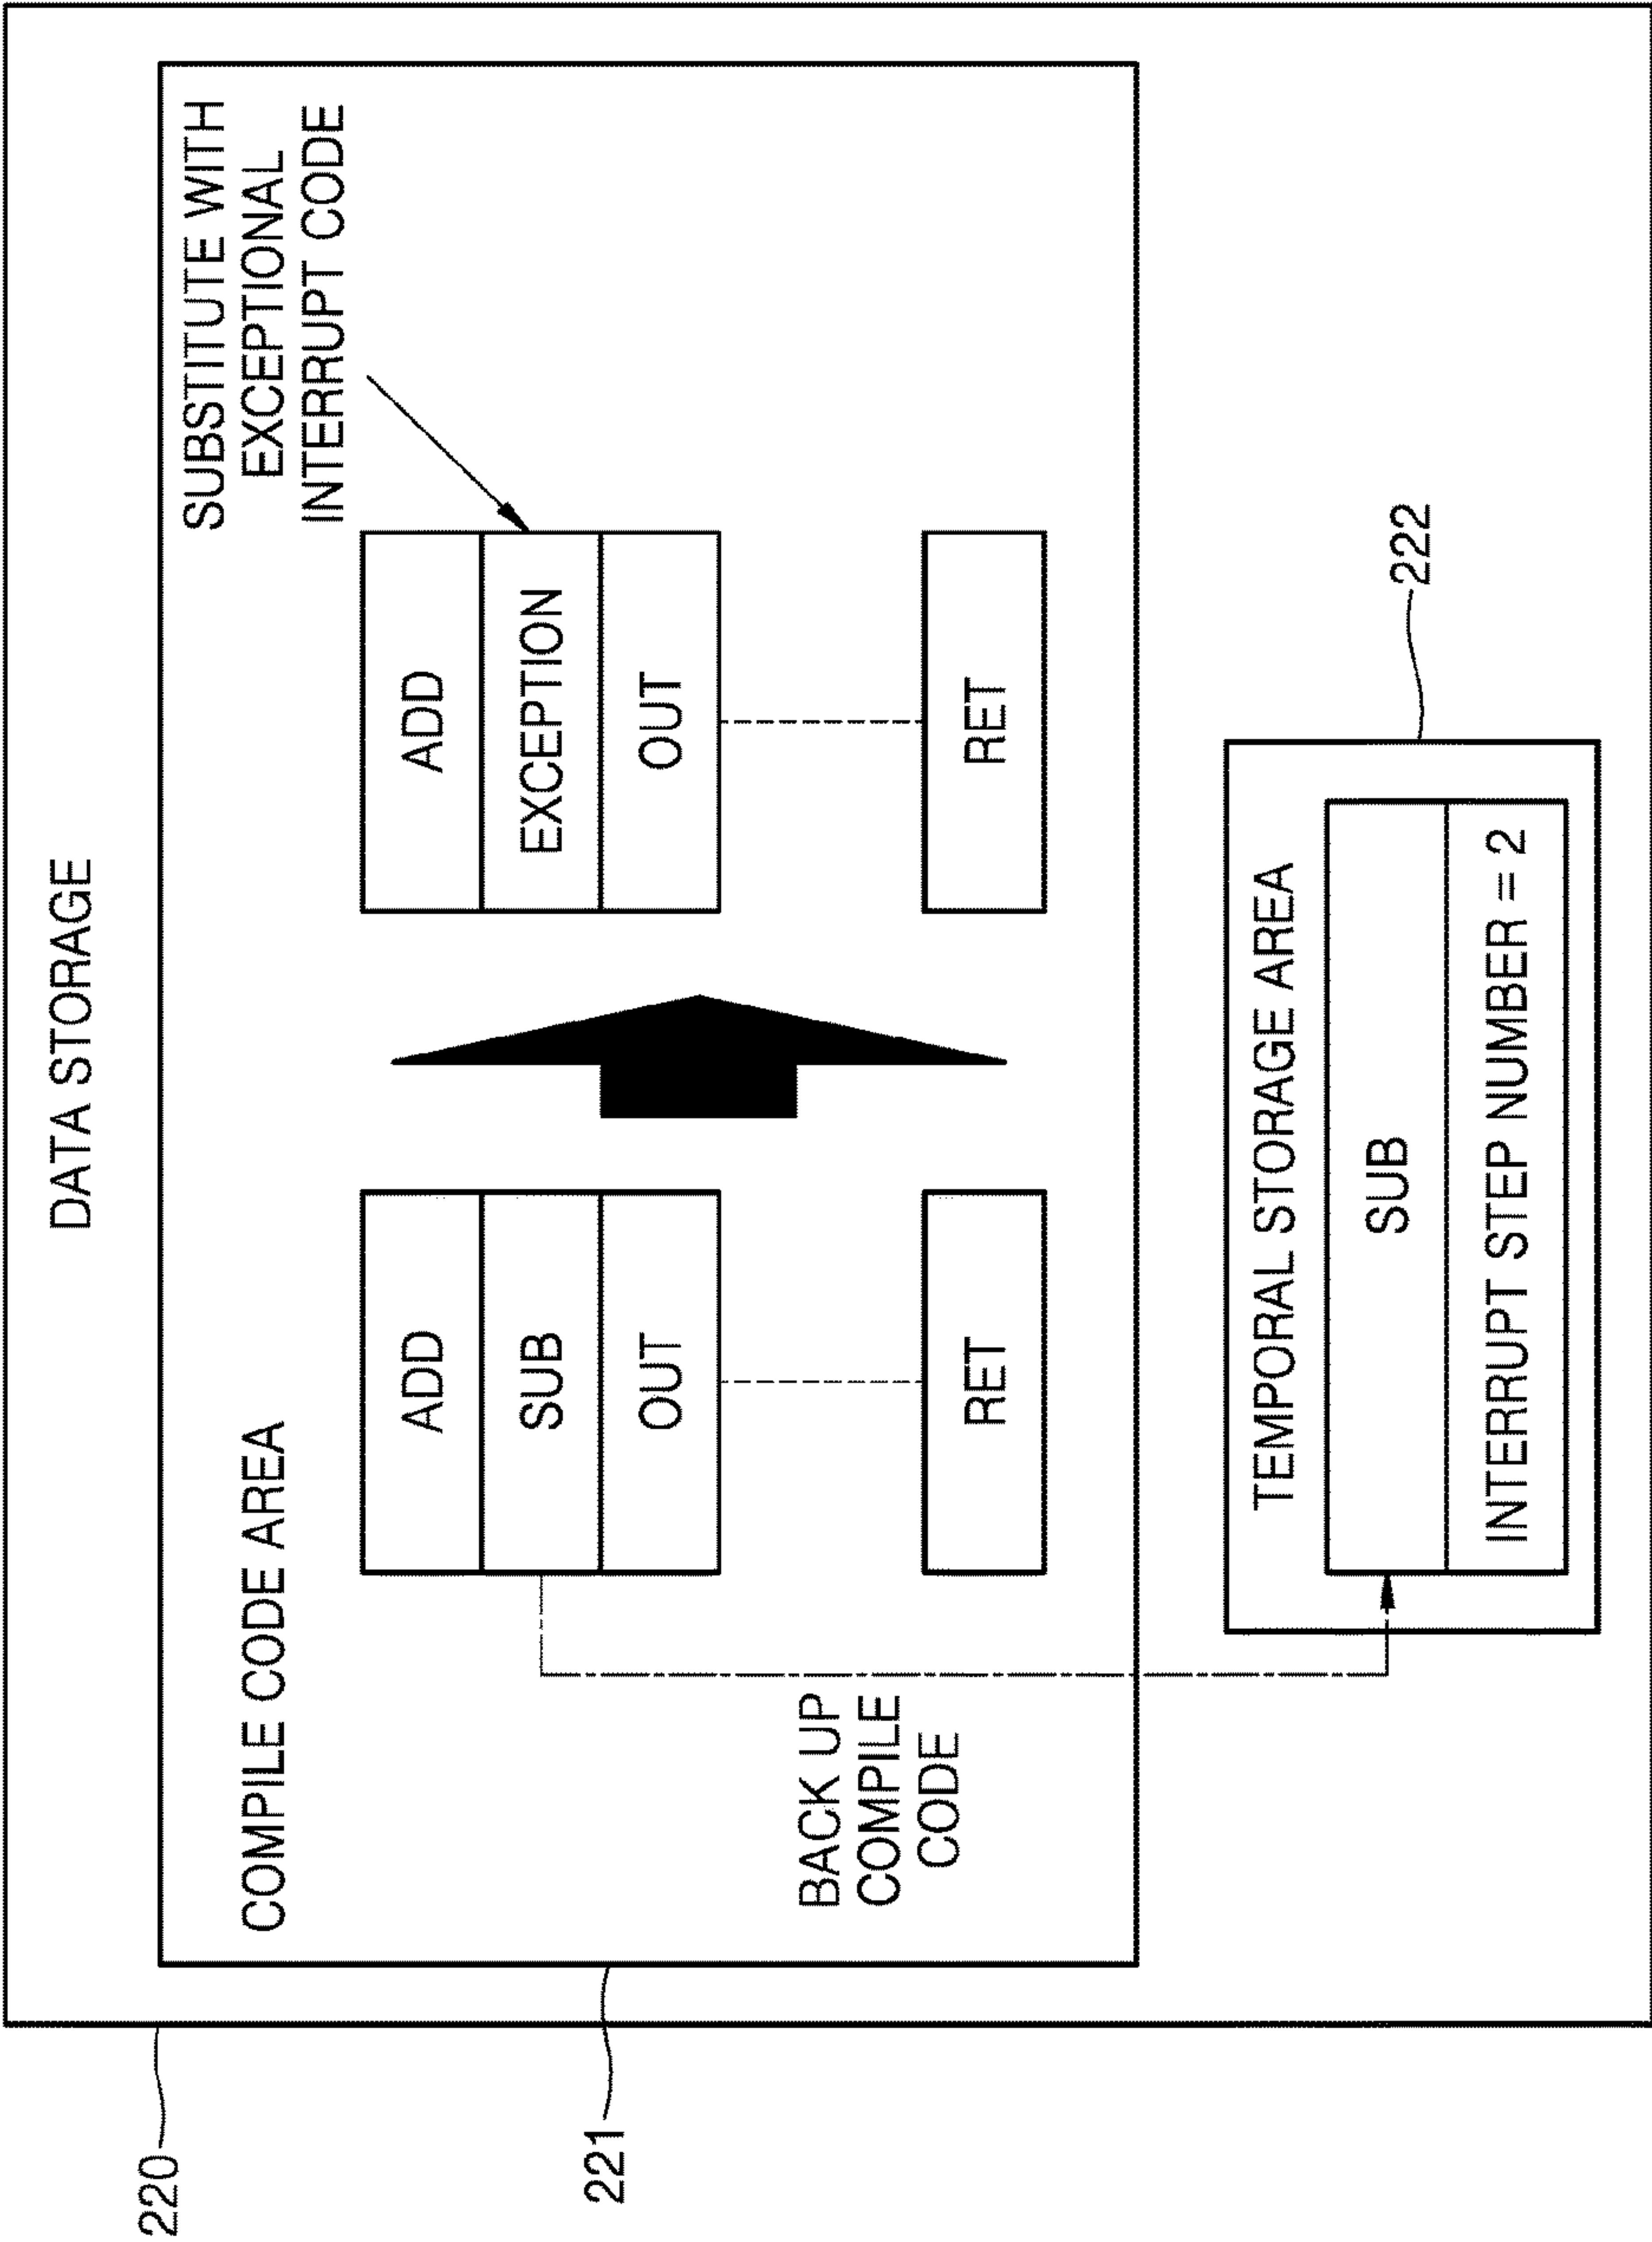 DATA STORAGE
220
COMPILE CODE AREA
221
SUBSTITUTE WITH
EXCEPTIONAL
INTERRUPT CODE
ADD
SUB
OUT
RET
ADD
EXCEPTION
OUT
RET
BACK UP
COMPILE
CODE
TEMPORAL STORAGE AREA
222
SUB
INTERRUPT STEP NUMBER = 2